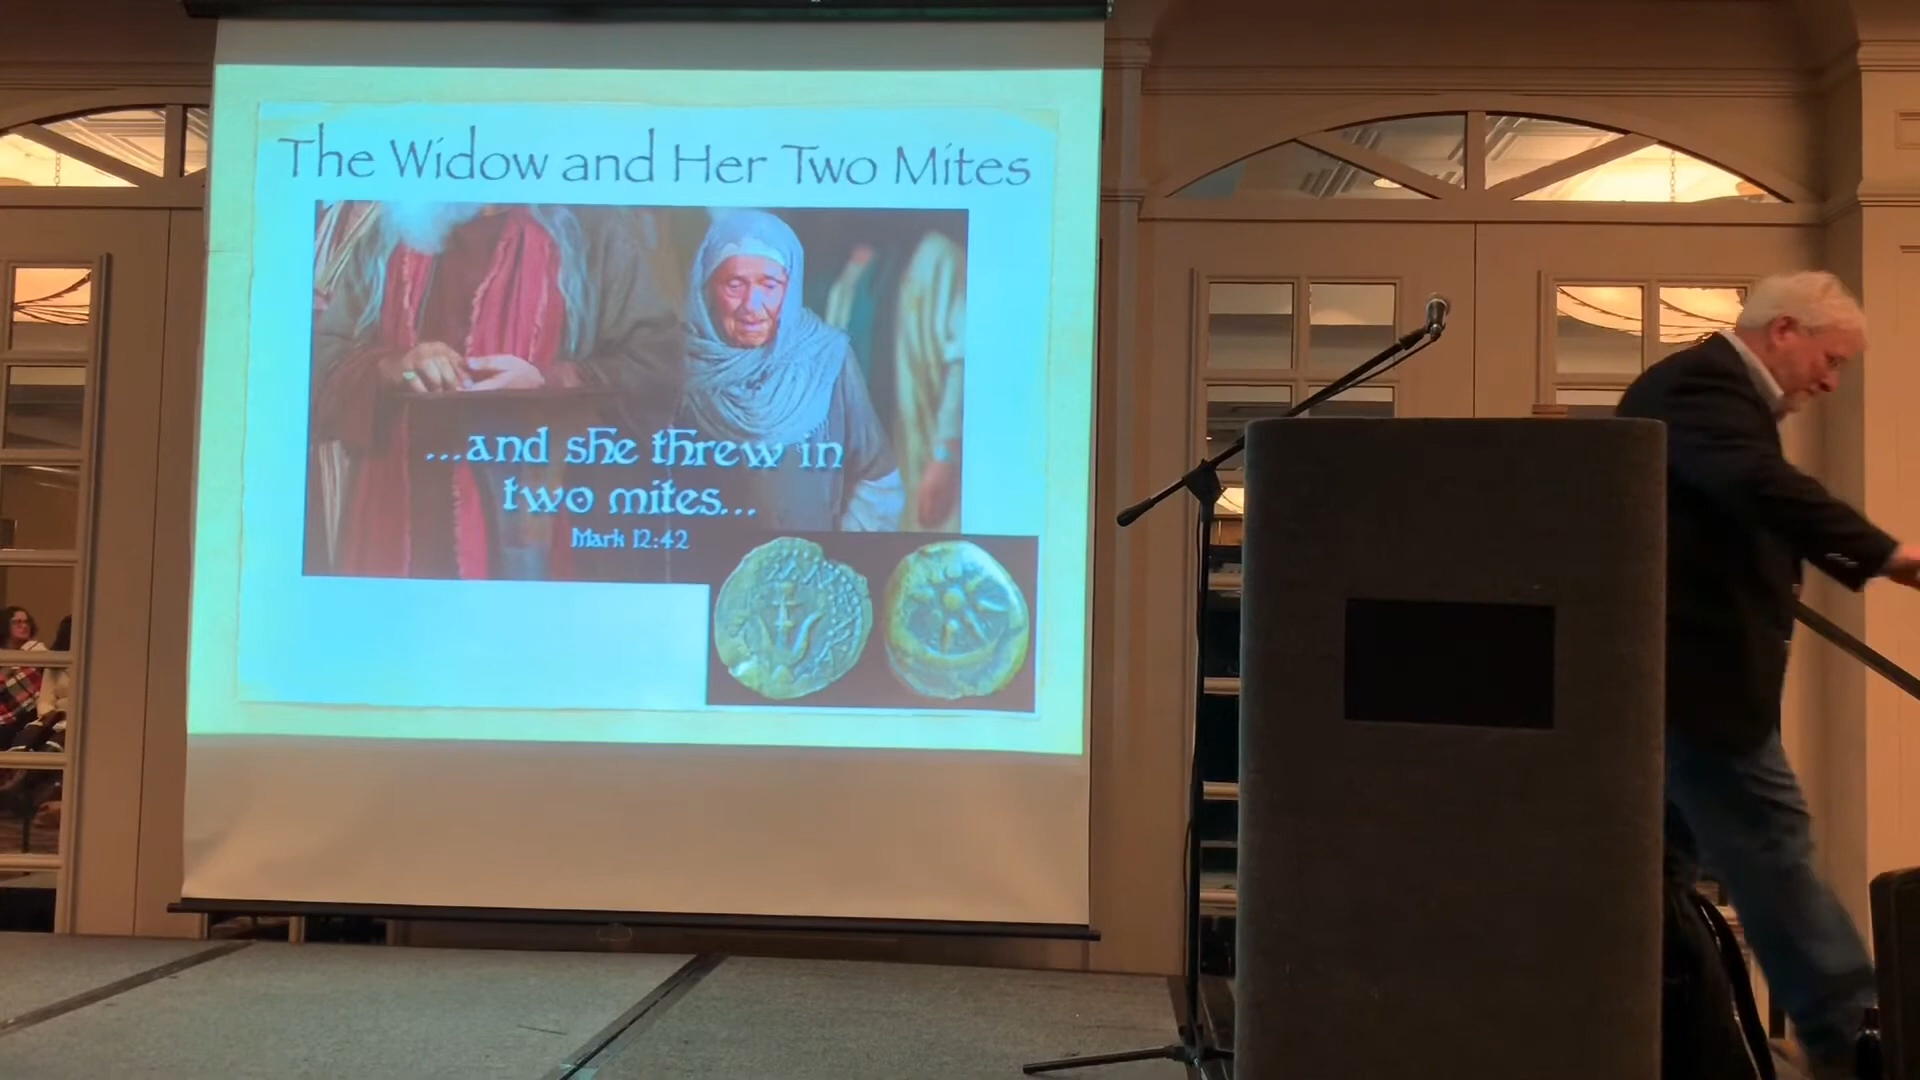 The Widow and Her Two Mites
...and she threw in
two mites...
Mark 12:42